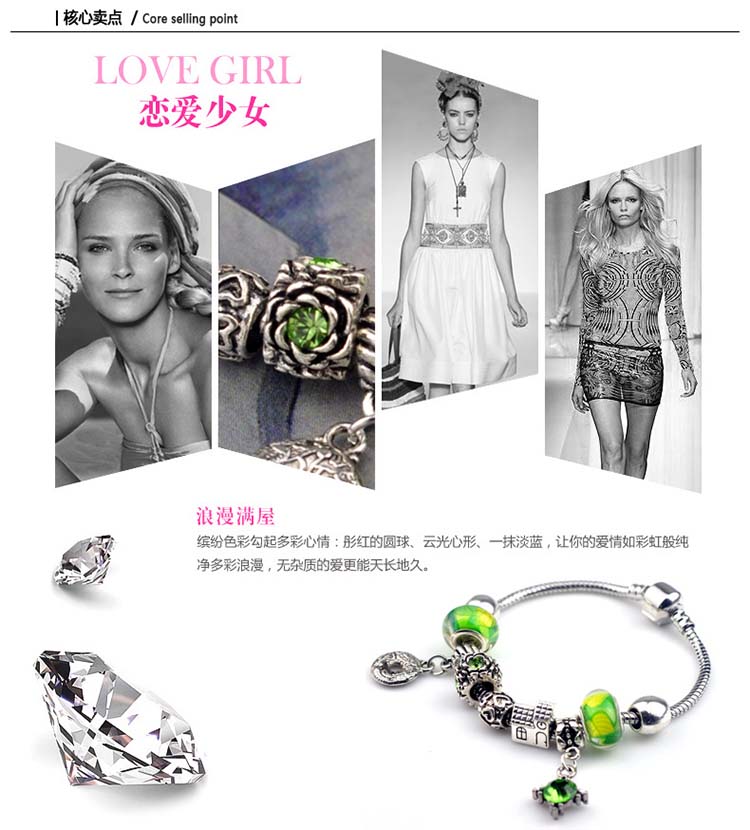 核心卖点 / Core selling point
LOVE GIRL
恋爱少女
浪漫满屋
缤纷色彩勾起多彩心情：彤红的圆球、云光心形、一抹淡蓝，让你的爱情如彩虹般纯
净多彩浪漫，无杂质的爱更能天长地久。